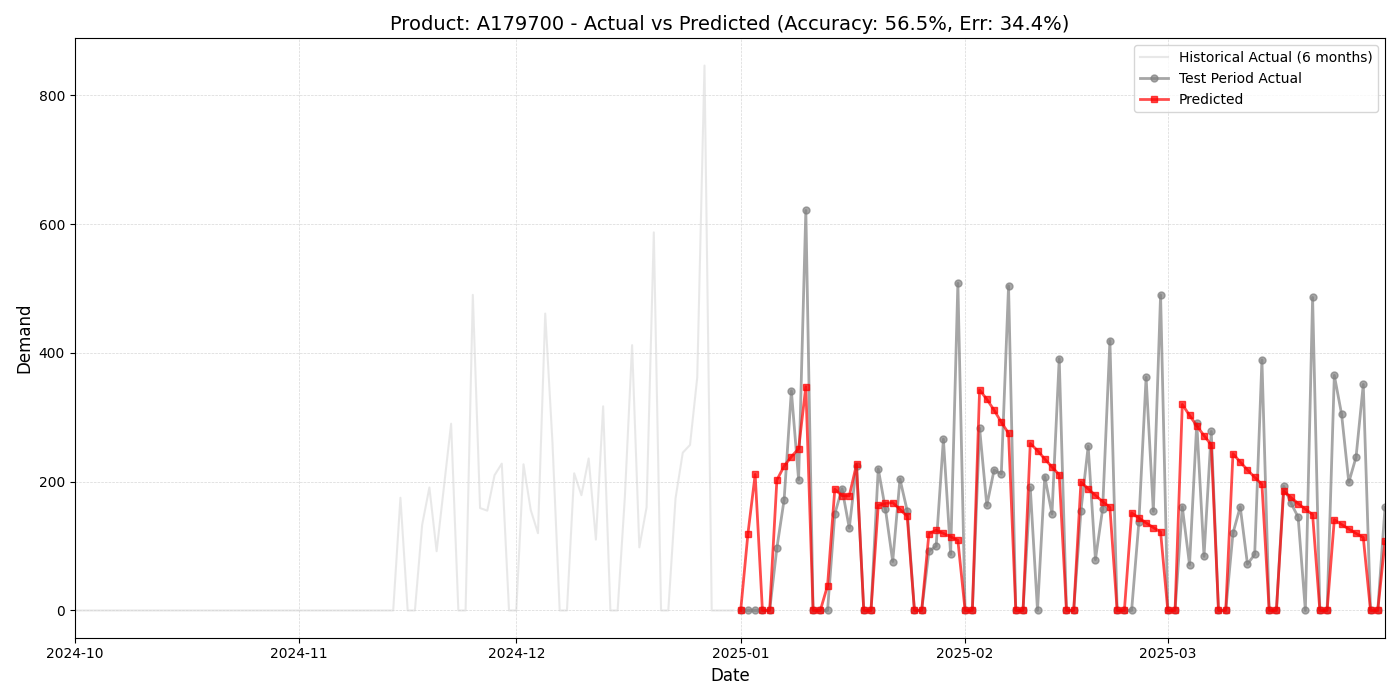 Product: A179700 - Actual vs Predicted (Accuracy: 56.5%, Err: 34.4%)
Historical Actual (6 months)
Test Period Actual
Predicted
Demand
800
600
400
200
0
2024-10
2024-11
2024-12
2025-01
2025-02
2025-03
Date